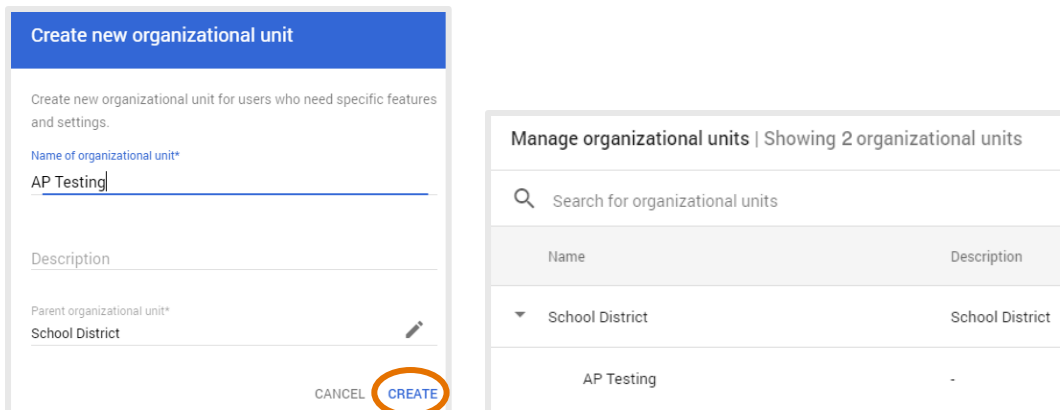 Create new organizational unit
Create new organizational unit for users who need specific features
and settings.
Name of organizational unit*
AP Testing
Description
Parent organizational unit*
School District
CANCEL CREATE
Manage organizational units | Showing 2 organizational units
Search for organizational units
Name Description
School District School District
AP Testing -